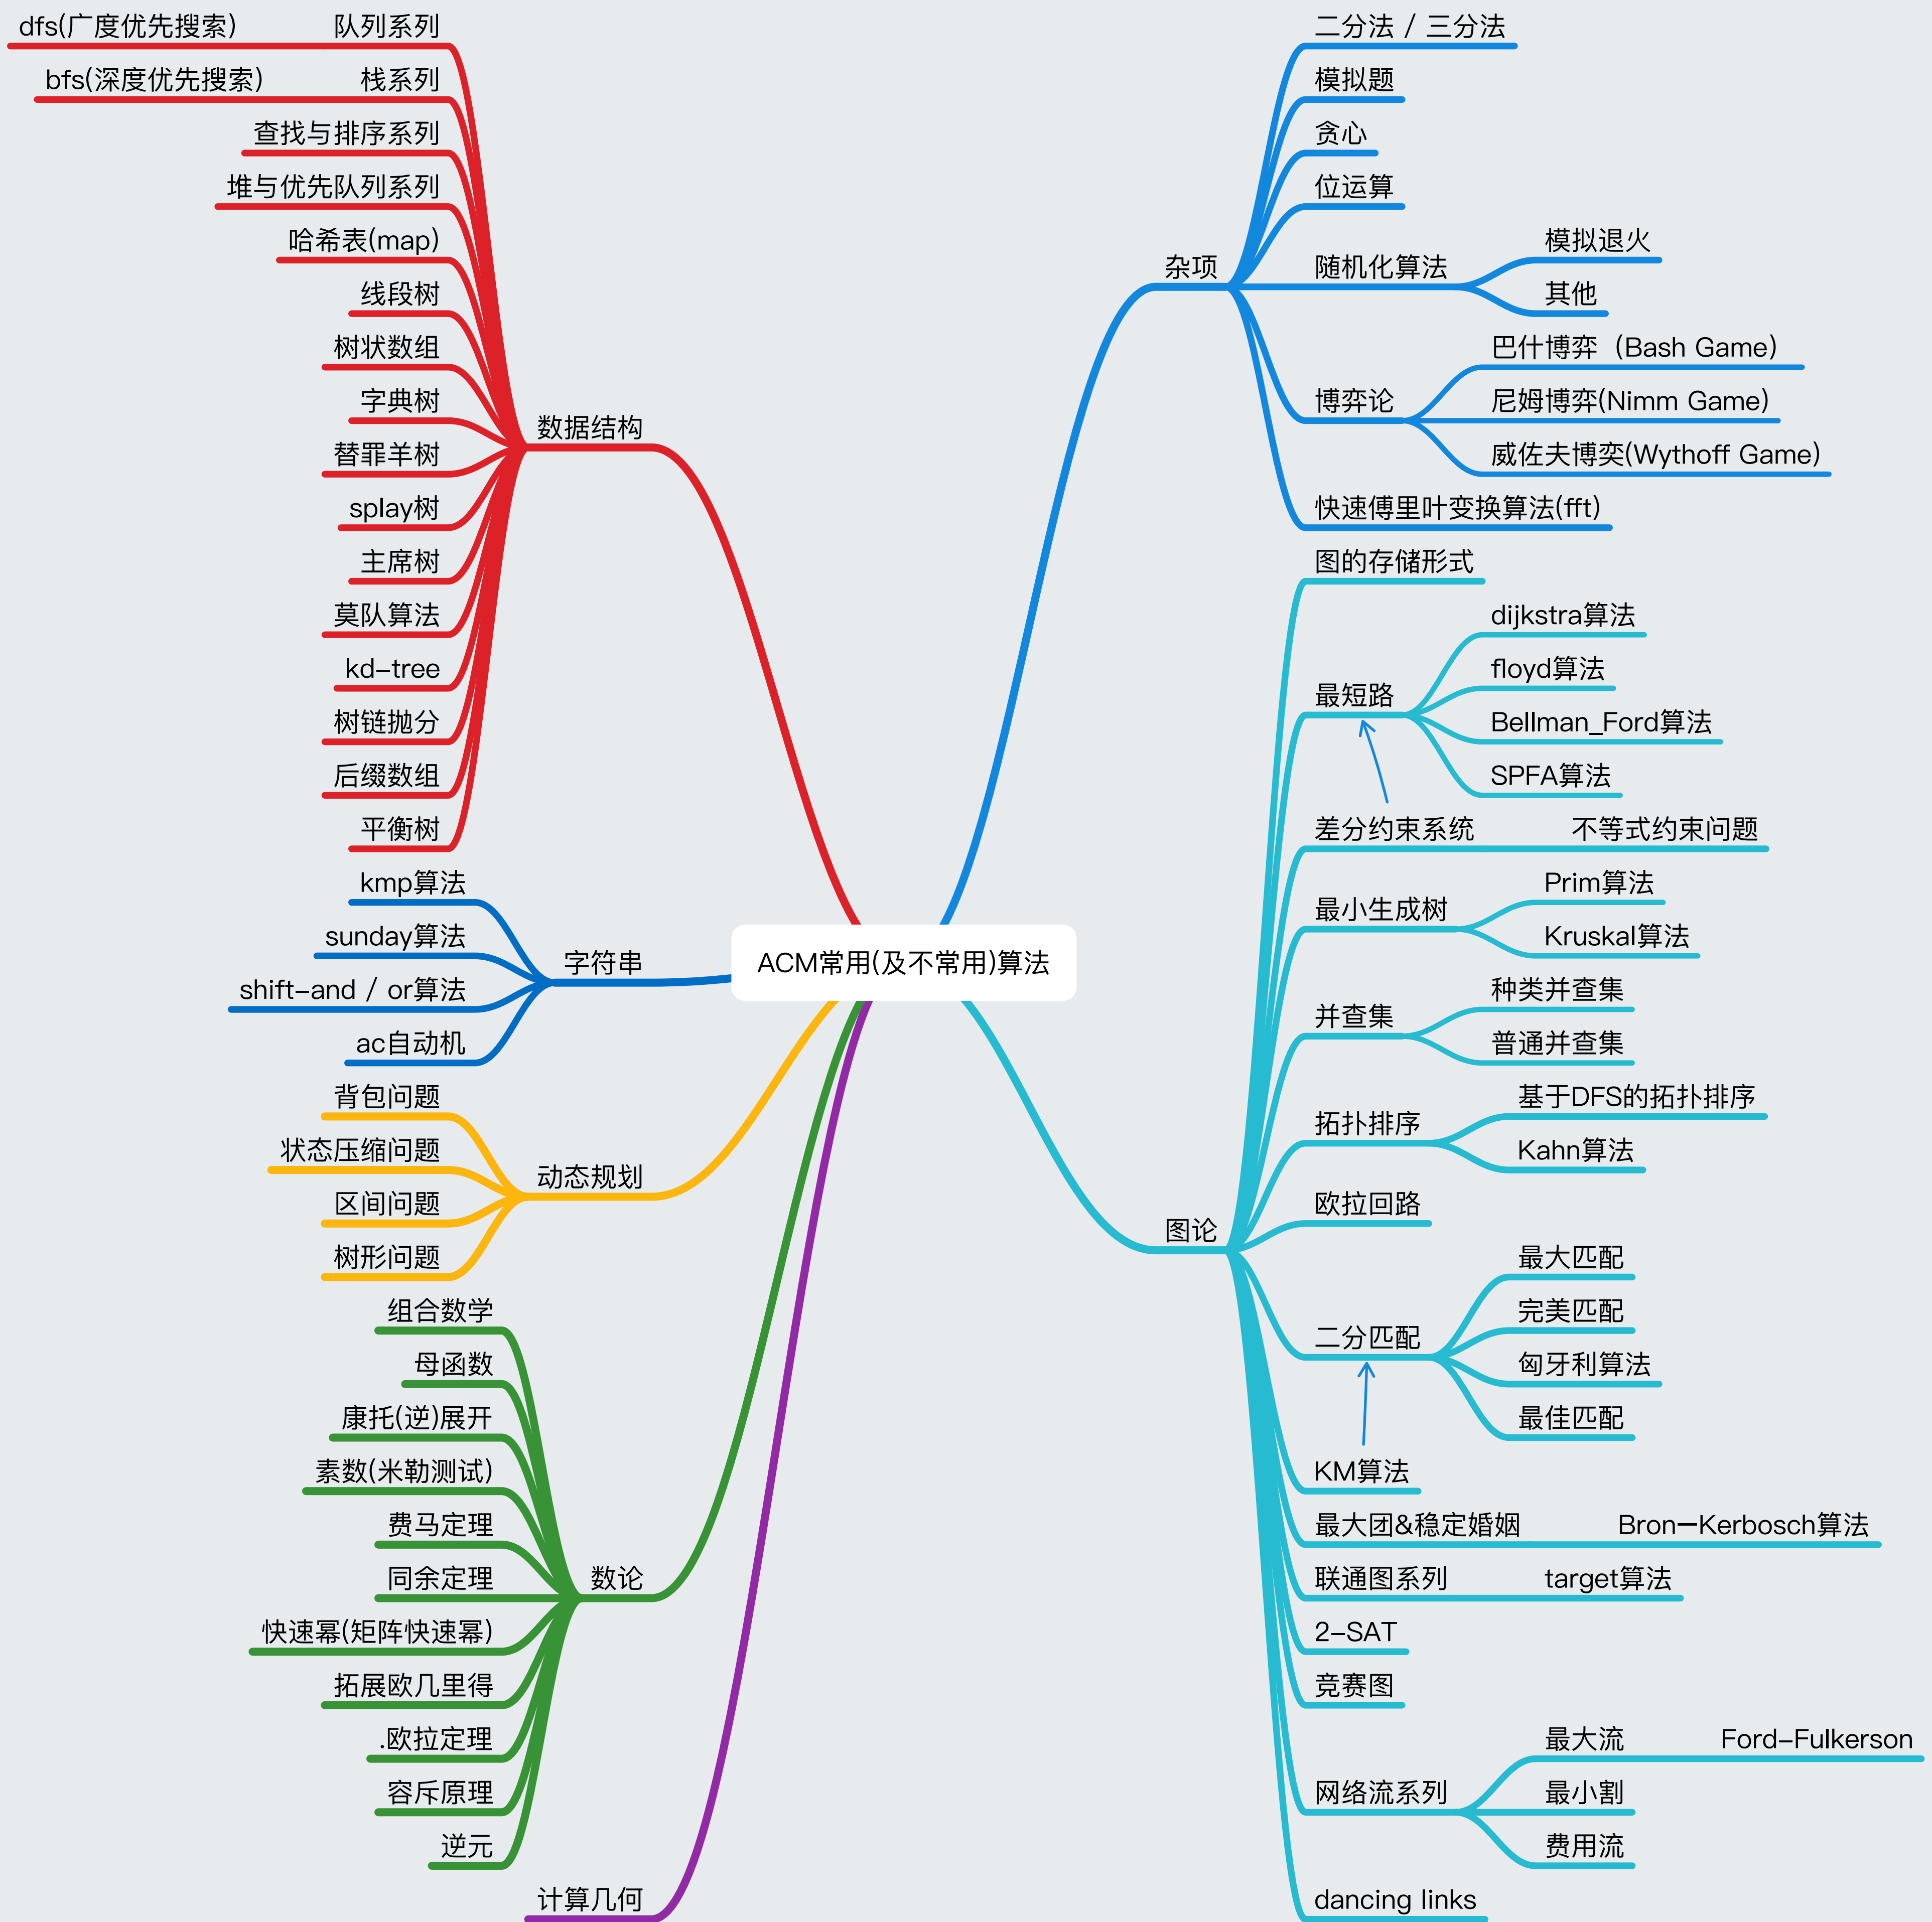 ACM常用(及不常用)算法
数据结构
队列系列
dfs(广度优先搜索)
栈系列
bfs(深度优先搜索)
查找与排序系列
堆与优先队列系列
哈希表(map)
线段树
树状数组
字典树
替罪羊树
splay树
主席树
莫队算法
kd-tree
树链抛分
后缀数组
平衡树
字符串
kmp算法
sunday算法
shift-and / or算法
ac自动机
动态规划
背包问题
状态压缩问题
区间问题
树形问题
数论
组合数学
母函数
康托(逆)展开
素数(米勒测试)
费马定理
同余定理
快速幂(矩阵快速幂)
拓展欧几里得
.欧拉定理
容斥原理
逆元
计算几何
杂项
二分法 / 三分法
模拟题
贪心
位运算
随机化算法
模拟退火
其他
博弈论
巴什博弈（Bash Game）
尼姆博弈(Nimm Game)
威佐夫博奕(Wythoff Game)
快速傅里叶变换算法(fft)
图论
图的存储形式
最短路
dijkstra算法
floyd算法
Bellman_Ford算法
SPFA算法
差分约束系统
不等式约束问题
最小生成树
Prim算法
Kruskal算法
并查集
种类并查集
普通并查集
拓扑排序
基于DFS的拓扑排序
Kahn算法
欧拉回路
二分匹配
最大匹配
完美匹配
匈牙利算法
最佳匹配
KM算法
最大团&稳定婚姻
Bron－Kerbosch算法
联通图系列
target算法
2-SAT
竞赛图
网络流系列
最大流
Ford-Fulkerson
最小割
费用流
dancing links